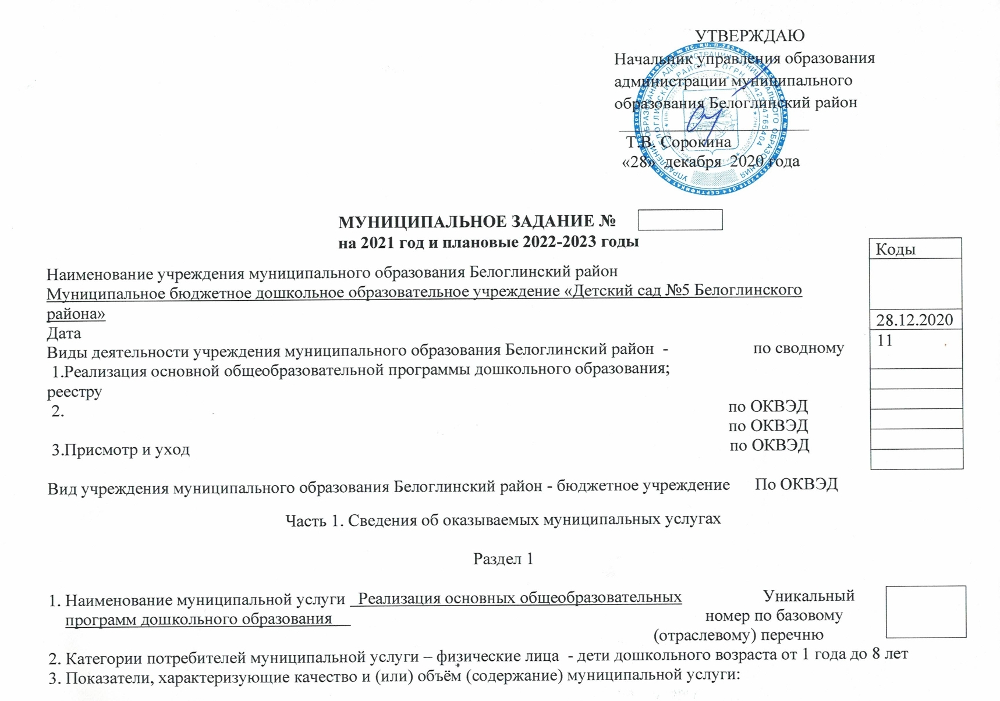 УТВЕРЖДАЮ
Начальник управления образования
администрации муниципального
образования Белоглинский район
Т.В. Сорокина
«28» декабря 2020 года
МУНИЦИПАЛЬНОЕ ЗАДАНИЕ №
на 2021 год и плановые 2022-2023 годы
Коды
Наименование учреждения муниципального образования Белоглинский район
Муниципальное бюджетное дошкольное образовательное учреждение «Детский сад №5 Белоглинского
района»
28.12.2020
Дата
11
Виды деятельности учреждения муниципального образования Белоглинский район - по сводному
1.Реализация основной общеобразовательной программы дошкольного образования;
реестру
2. по ОКВЭД
по ОКВЭД
3.Присмотр и уход по ОКВЭД
Вид учреждения муниципального образования Белоглинский район - бюджетное учреждение По ОКВЭД
Часть 1. Сведения об оказываемых муниципальных услугах
Раздел 1
1. Наименование муниципальной услуги _Реализация основных общеобразовательных Уникальный
программ дошкольного образования__ номер по базовому
(отраслевому) перечню
2. Категории потребителей муниципальной услуги – физические лица - дети дошкольного возраста от 1 года до 8 лет
3. Показатели, характеризующие качество и (или) объём (содержание) муниципальной услуги: